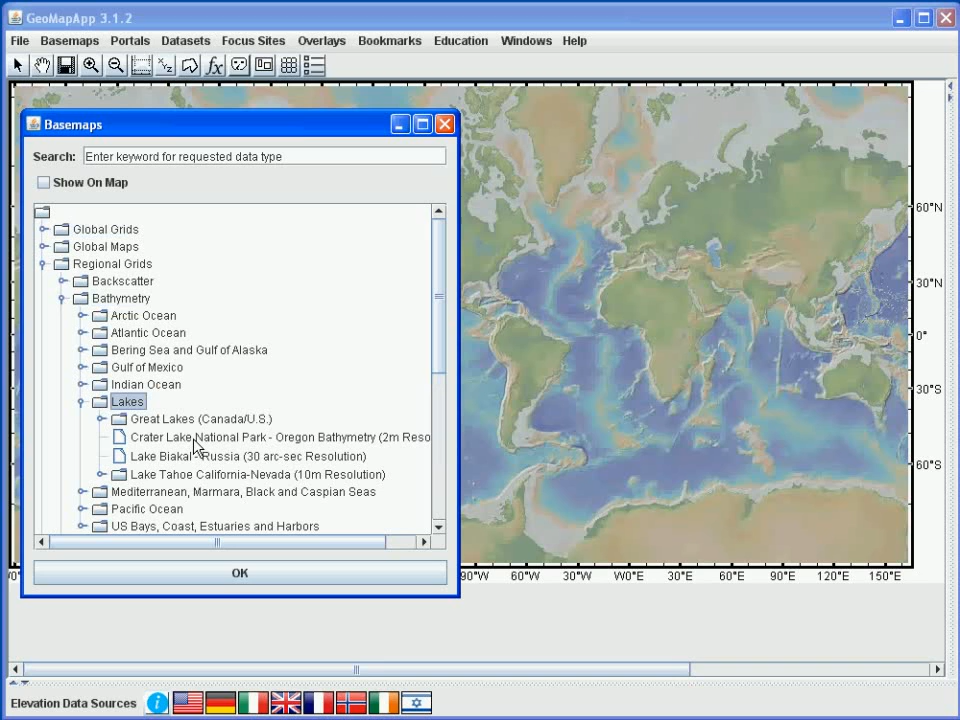 GeoMapApp 3.1.2
File Basemaps Portals Datasets Focus Sites Overlays Bookmarks Education Windows Help
Basemaps
Search: Enter keyword for requested data type
Show On Map
Global Grids
Global Maps
Regional Grids
Backscatter
Bathymetry
Arctic Ocean
Atlantic Ocean
Bering Sea and Gulf of Alaska
Gulf of Mexico
Indian Ocean
Lakes
Great Lakes (Canada/U.S.)
Crater Lake National Park - Oregon Bathymetry (2m Reso
Lake Biakal - Russia (30 arc-sec Resolution)
Lake Tahoe California-Nevada (10m Resolution)
Mediterranean, Marmara, Black and Caspian Seas
Pacific Ocean
US Bays, Coast, Estuaries and Harbors
OK
60°N
30°N
0°
30°S
60°S
90°W 60°W 30°W W0°E 30°E 60°E 90°E 120°E 150°E
Elevation Data Sources